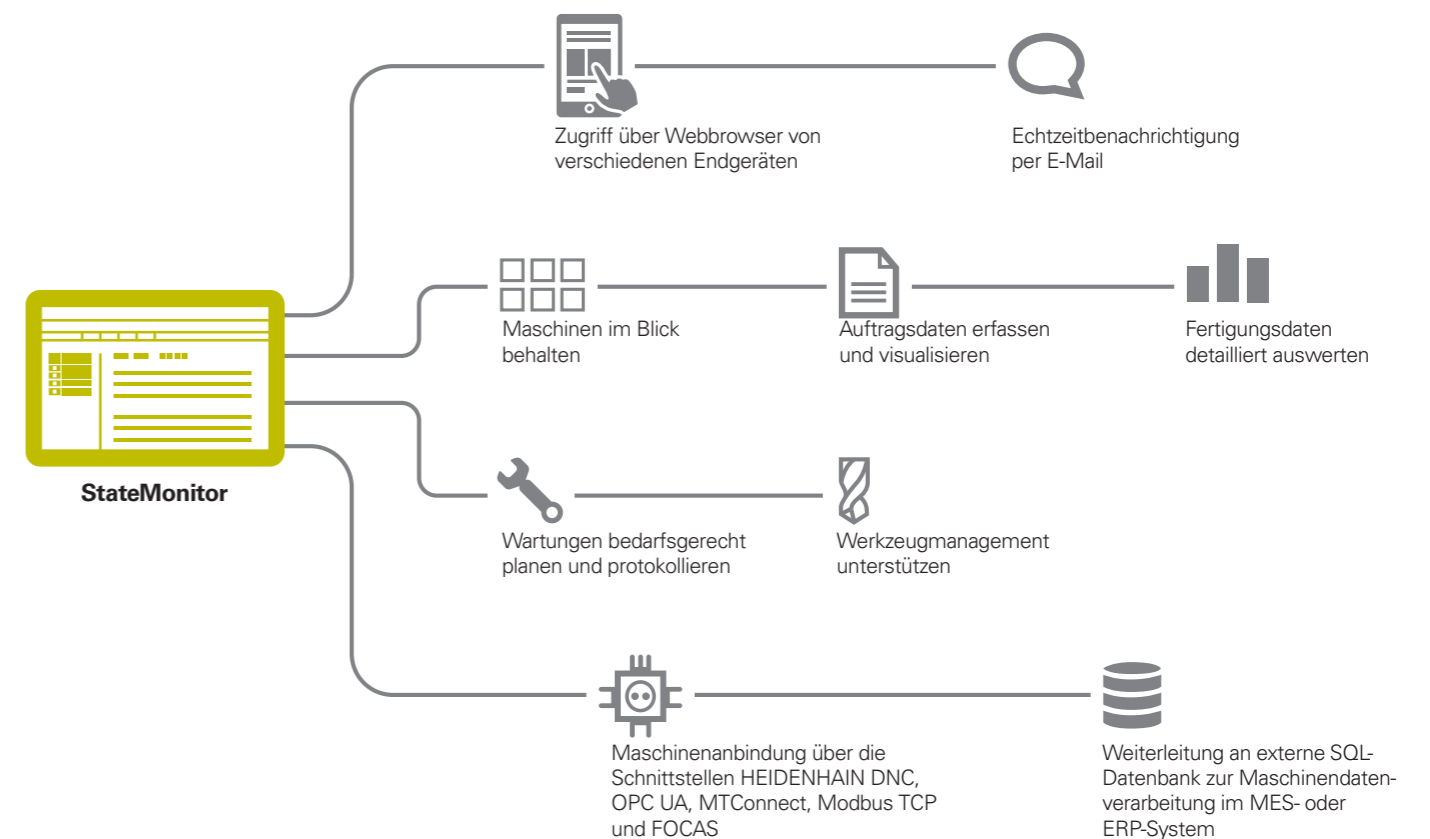 Zugriff über Webbrowser von
verschiedenen Endgeräten
Echtzeitbenachrichtigung
per E-Mail
Maschinen im Blick
behalten
Auftragsdaten erfassen
und visualisieren
Fertigungsdaten
detailliert auswerten
StateMonitor
Wartungen bedarfsgerecht
planen und protokollieren
Werkzeugmanagement
unterstützen
Maschinenanbindung über die
Schnittstellen HEIDENHAIN DNC,
OPC UA, MTConnect, Modbus TCP
und FOCAS
Weiterleitung an externe SQL-
Datenbank zur Maschinendaten-
verarbeitung im MES- oder
ERP-System